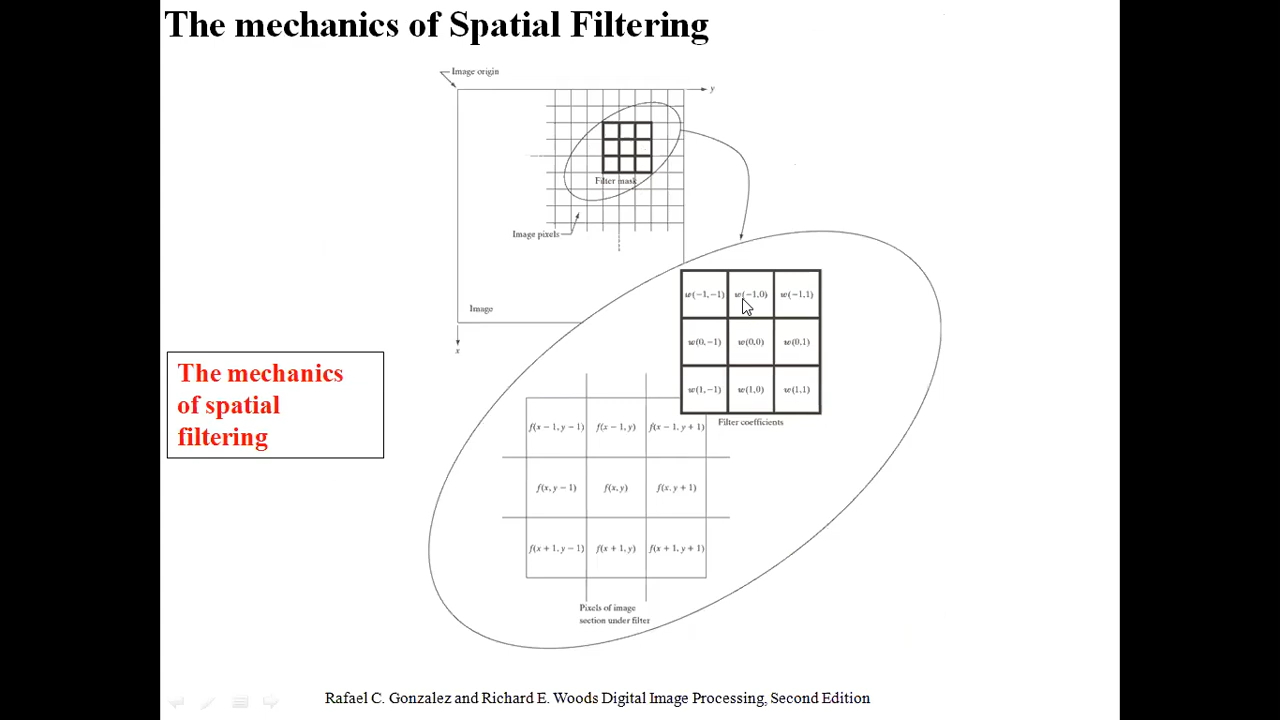 The mechanics of Spatial Filtering
Image origin
y
Filter mask
Image pixels
Image
x
w(−1,−1) w(−1,0) w(−1,1)
w(0,−1) w(0,0) w(0,1)
w(1,−1) w(1,0) w(1,1)
Filter coefficients
The mechanics
of spatial
filtering
f(x − 1, y − 1) f(x − 1, y) f(x − 1, y + 1)
f(x, y − 1) f(x, y) f(x, y + 1)
f(x + 1, y − 1) f(x + 1, y) f(x + 1, y + 1)
Pixels of image
section under filter
Rafael C. Gonzalez and Richard E. Woods Digital Image Processing, Second Edition